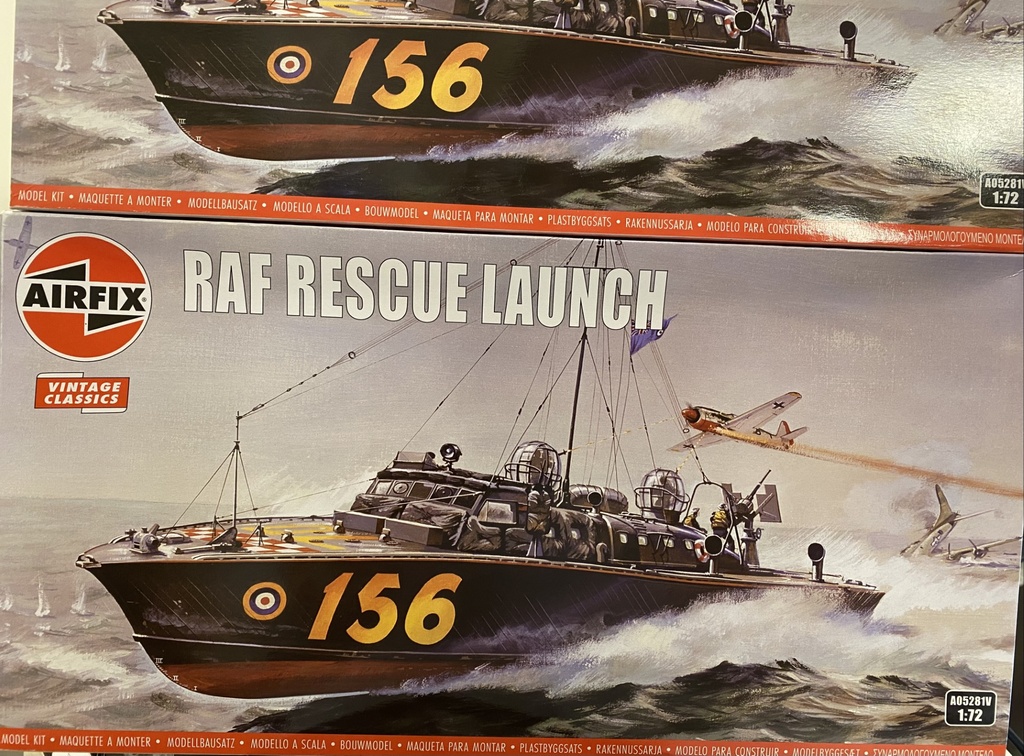 156
A05281V
1:72
MODEL KIT • MAQUETTE A MONTER • MODELLBAUSATZ • MODELLO A SCALA • BOUWMODEL • MAQUETA PARA MONTAR • PLASTBYGGSATS • RAKENNUSSARJA • MODELO PARA CONSTRUIR ΣΥΝΑΡΜΟΛΟΓΟΥΜΕΝΟ
AIRFIX
RAF RESCUE LAUNCH
VINTAGE
CLASSICS
156
III
II
I
A05281V
1:72
MODEL KIT • MAQUETTE A MONTER • MODELLBAUSATZ • MODELLO A SCALA • BOUWMODEL • MAQUETA PARA MONTAR • PLASTBYGGSATS • RAKENNUSSARJA • MODELO PARA CONSTRUIR • MODELBYGGESÆT • ΣΥΝΑΡΜΟΛΟΓΟΥΜΕΝΟ ΜΟΝΤΕΛΟ